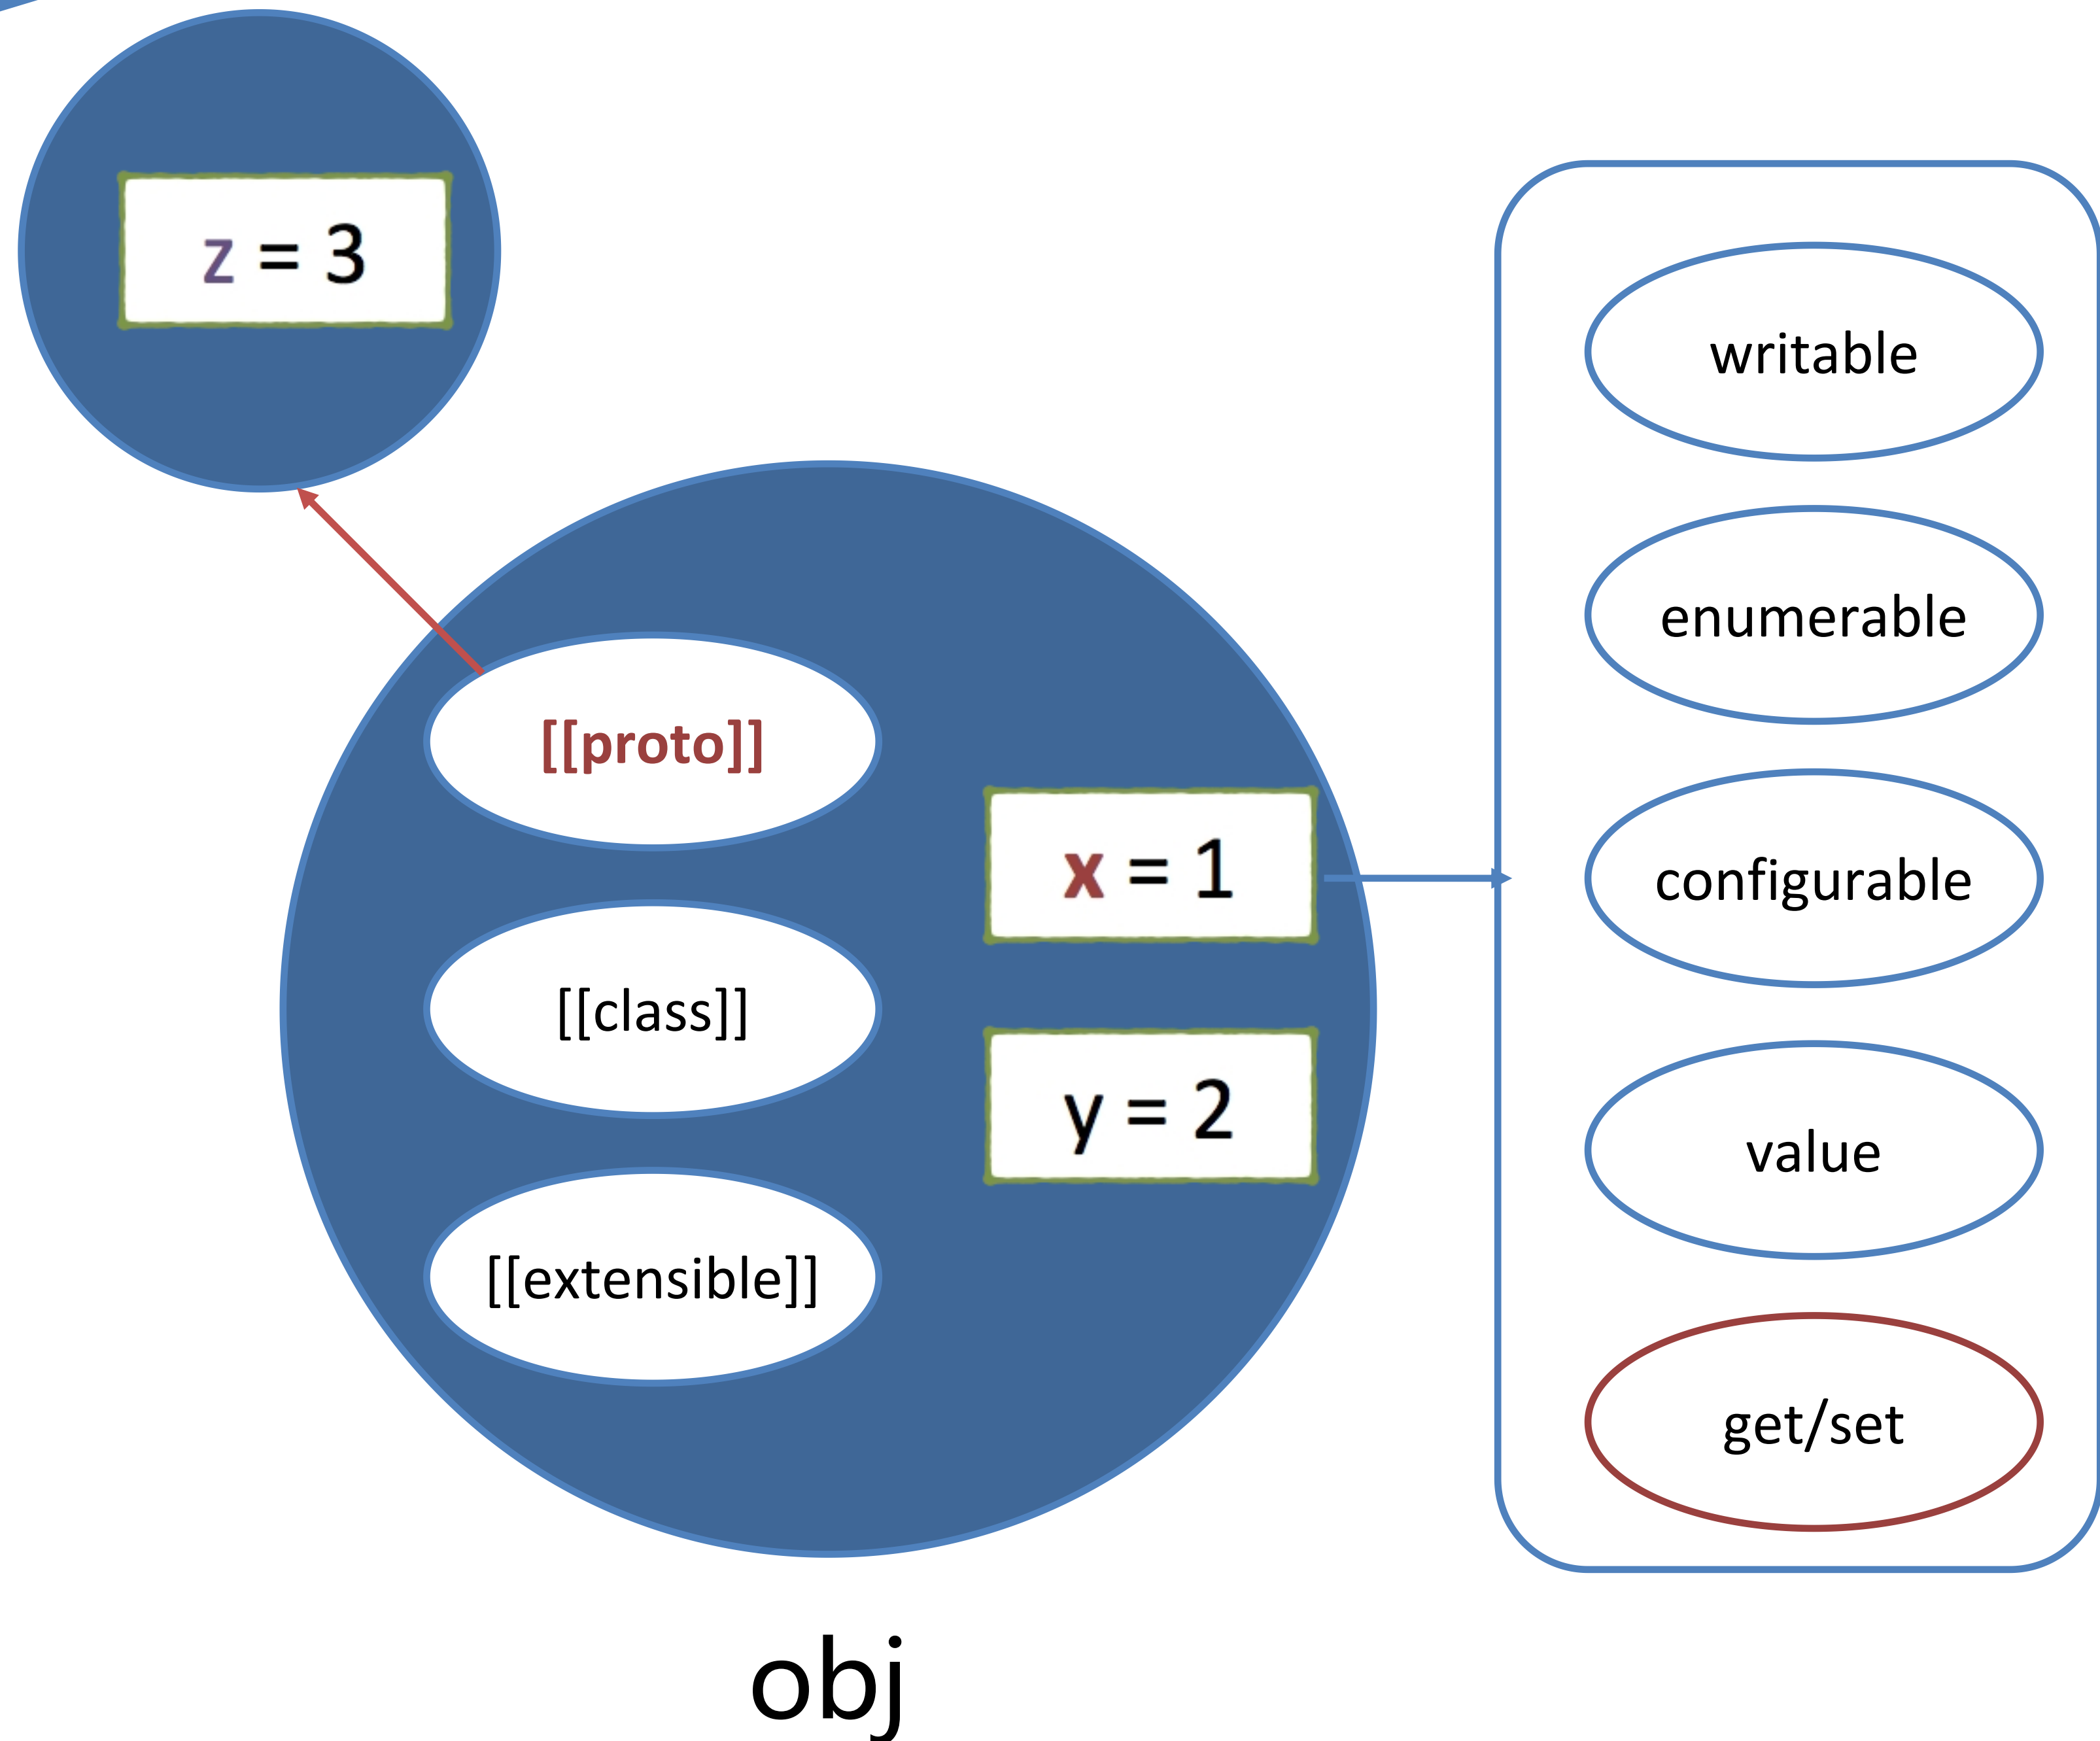 z = 3
[[proto]]
[[class]]
[[extensible]]
x = 1
y = 2
writable
enumerable
configurable
value
get/set
obj